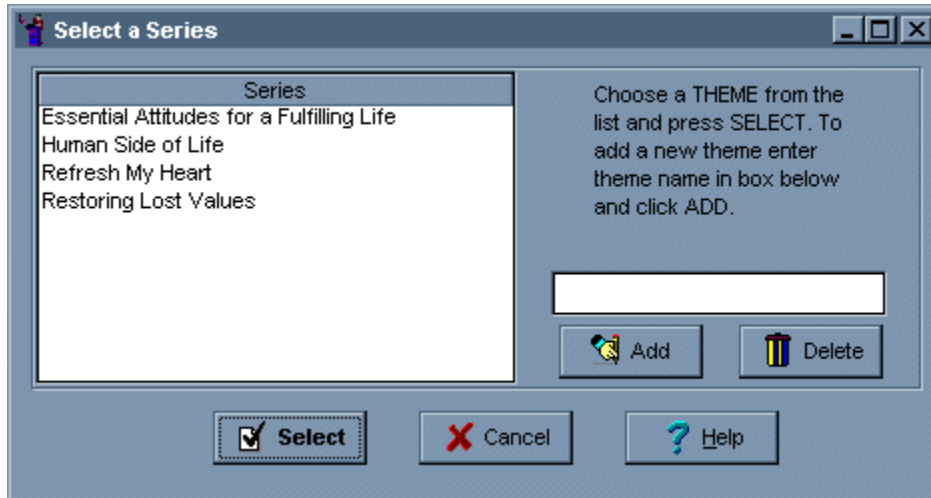 Select a Series
Series
Essential Attitudes for a Fulfilling Life
Human Side of Life
Refresh My Heart
Restoring Lost Values
Choose a THEME from the
list and press SELECT. To
add a new theme enter
theme name in box below
and click ADD.
Add
Delete
Select
Cancel
Help